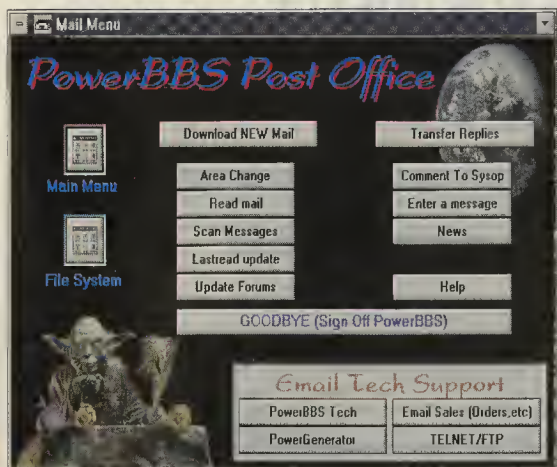 Mail Menu
PowerBBS Post Office
Download NEW Mail
Transfer Replies
Main Menu
File System
Area Change
Read mail
Scan Messages
Lastread update
Update Forums
Comment To Sysop
Enter a message
News
Help
GOODBYE (Sign Off PowerBBS)
Email Tech Support
PowerBBS Tech
Email Sales (Orders,etc)
PowerGenerator
TELNET/FTP